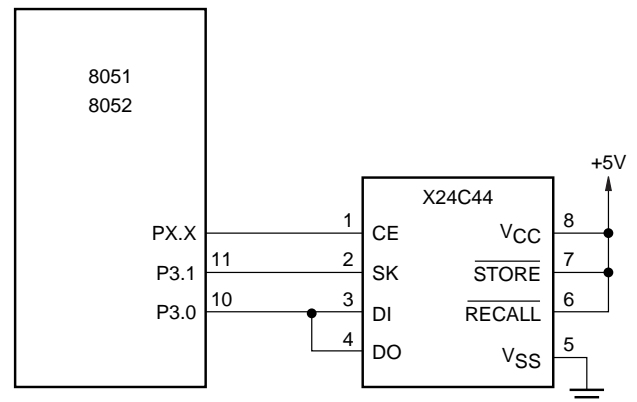 8051
8052
+5V
X24C44
PX.X
1
CE
VCC
8
P3.1
11
2
SK
STORE
7
P3.0
10
3
DI
RECALL
6
4
DO
VSS
5